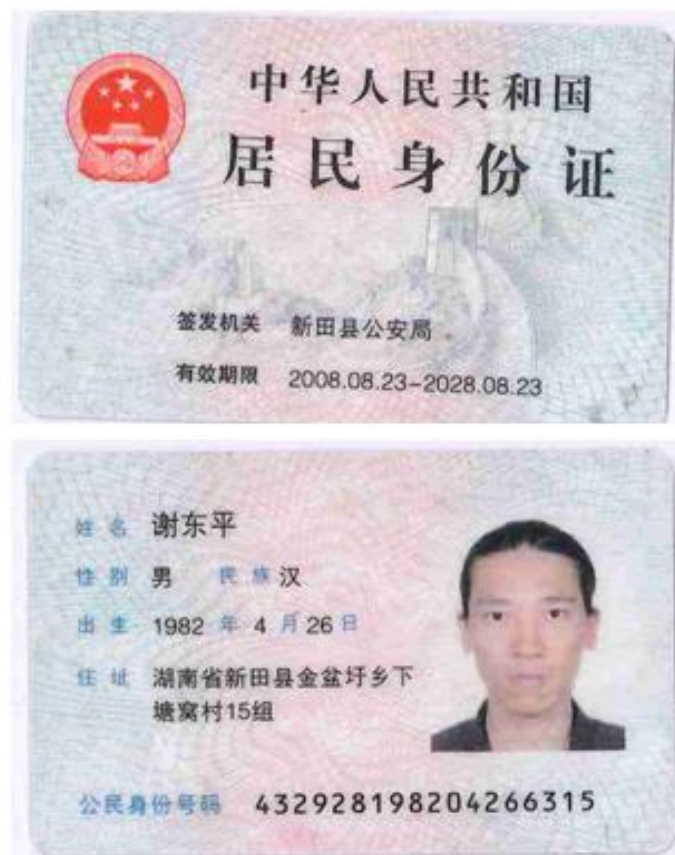 中华人民共和国
居民身份证
签发机关 新田县公安局
有效期限 2008.08.23-2028.08.23
姓名 谢东平
性别 男 民族 汉
出生 1982 年 4 月 26 日
住址 湖南省新田县金盆圩乡下
塘窝村15组
公民身份号码 432928198204266315